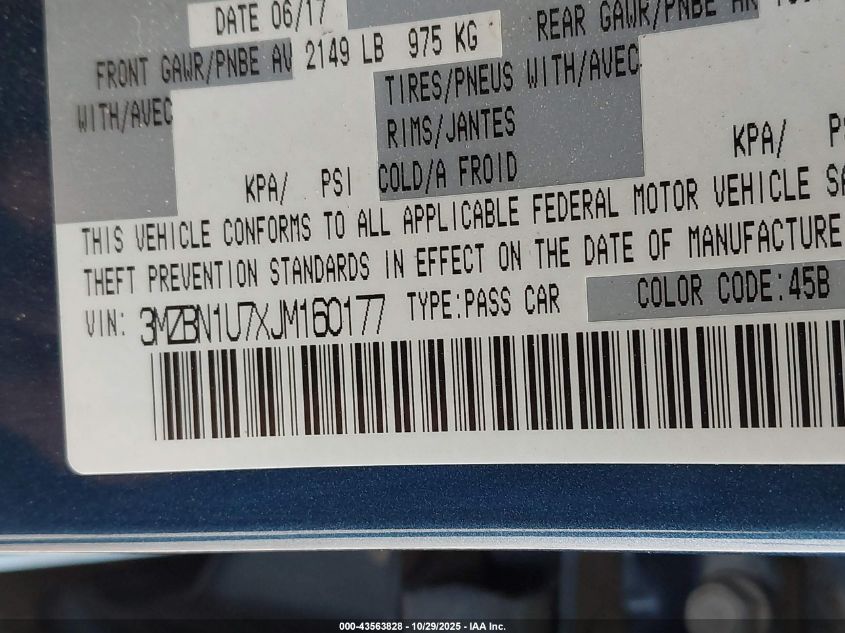 DATE 06/17
FRONT GAWR/PNBE AV 2149 LB 975 KG
REAR GAWR/PNBE AR
WITH/AVEC
TIRES/PNEUS WITH/AVEC
RIMS/JANTES
KPA/ PSI COLD/A FROID
KPA/
THIS VEHICLE CONFORMS TO ALL APPLICABLE FEDERAL MOTOR VEHICLE
THEFT PREVENTION STANDARDS IN EFFECT ON THE DATE OF MANUFACTURE
VIN: 3MZBN1U7XJM160177 TYPE:PASS CAR COLOR CODE:45B
000-43563828 | 10/29/2025 - IAA Inc.